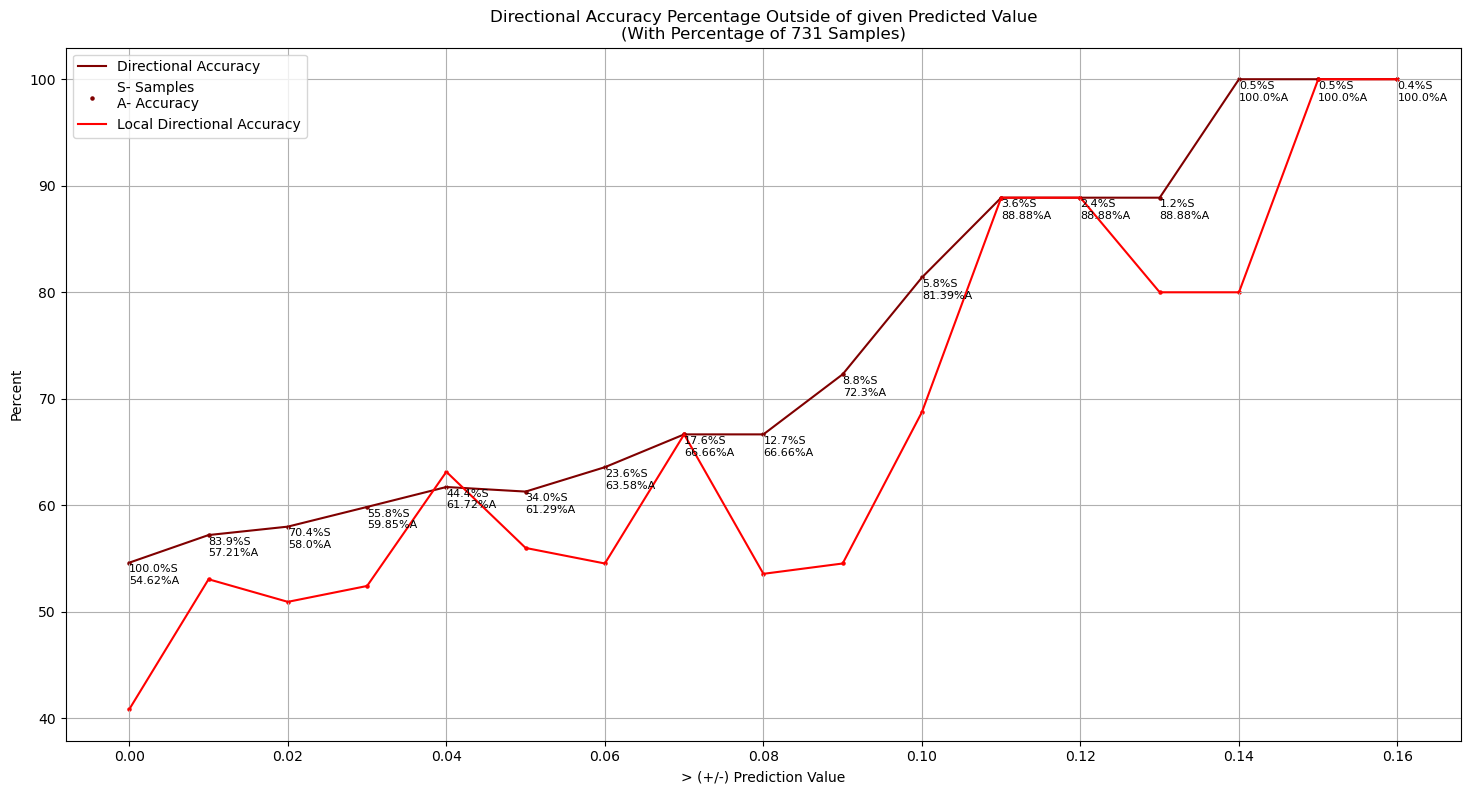 Directional Accuracy Percentage Outside of given Predicted Value
(With Percentage of 731 Samples)
Directional Accuracy
S- Samples
A- Accuracy
Local Directional Accuracy
Percent
100
90
80
70
60
50
40
100.0%S
54.62%A
83.9%S
57.21%A
70.4%S
58.0%A
55.8%S
59.85%A
44.4%S
61.72%A
34.0%S
61.29%A
23.6%S
63.58%A
17.6%S
66.66%A
12.7%S
66.66%A
8.8%S
72.3%A
5.8%S
81.39%A
3.6%S
88.88%A
2.4%S
88.88%A
1.2%S
88.88%A
0.5%S
100.0%A
0.5%S
100.0%A
0.4%S
100.0%A
0.00
0.02
0.04
0.06
0.08
0.10
0.12
0.14
0.16
> (+/-) Prediction Value